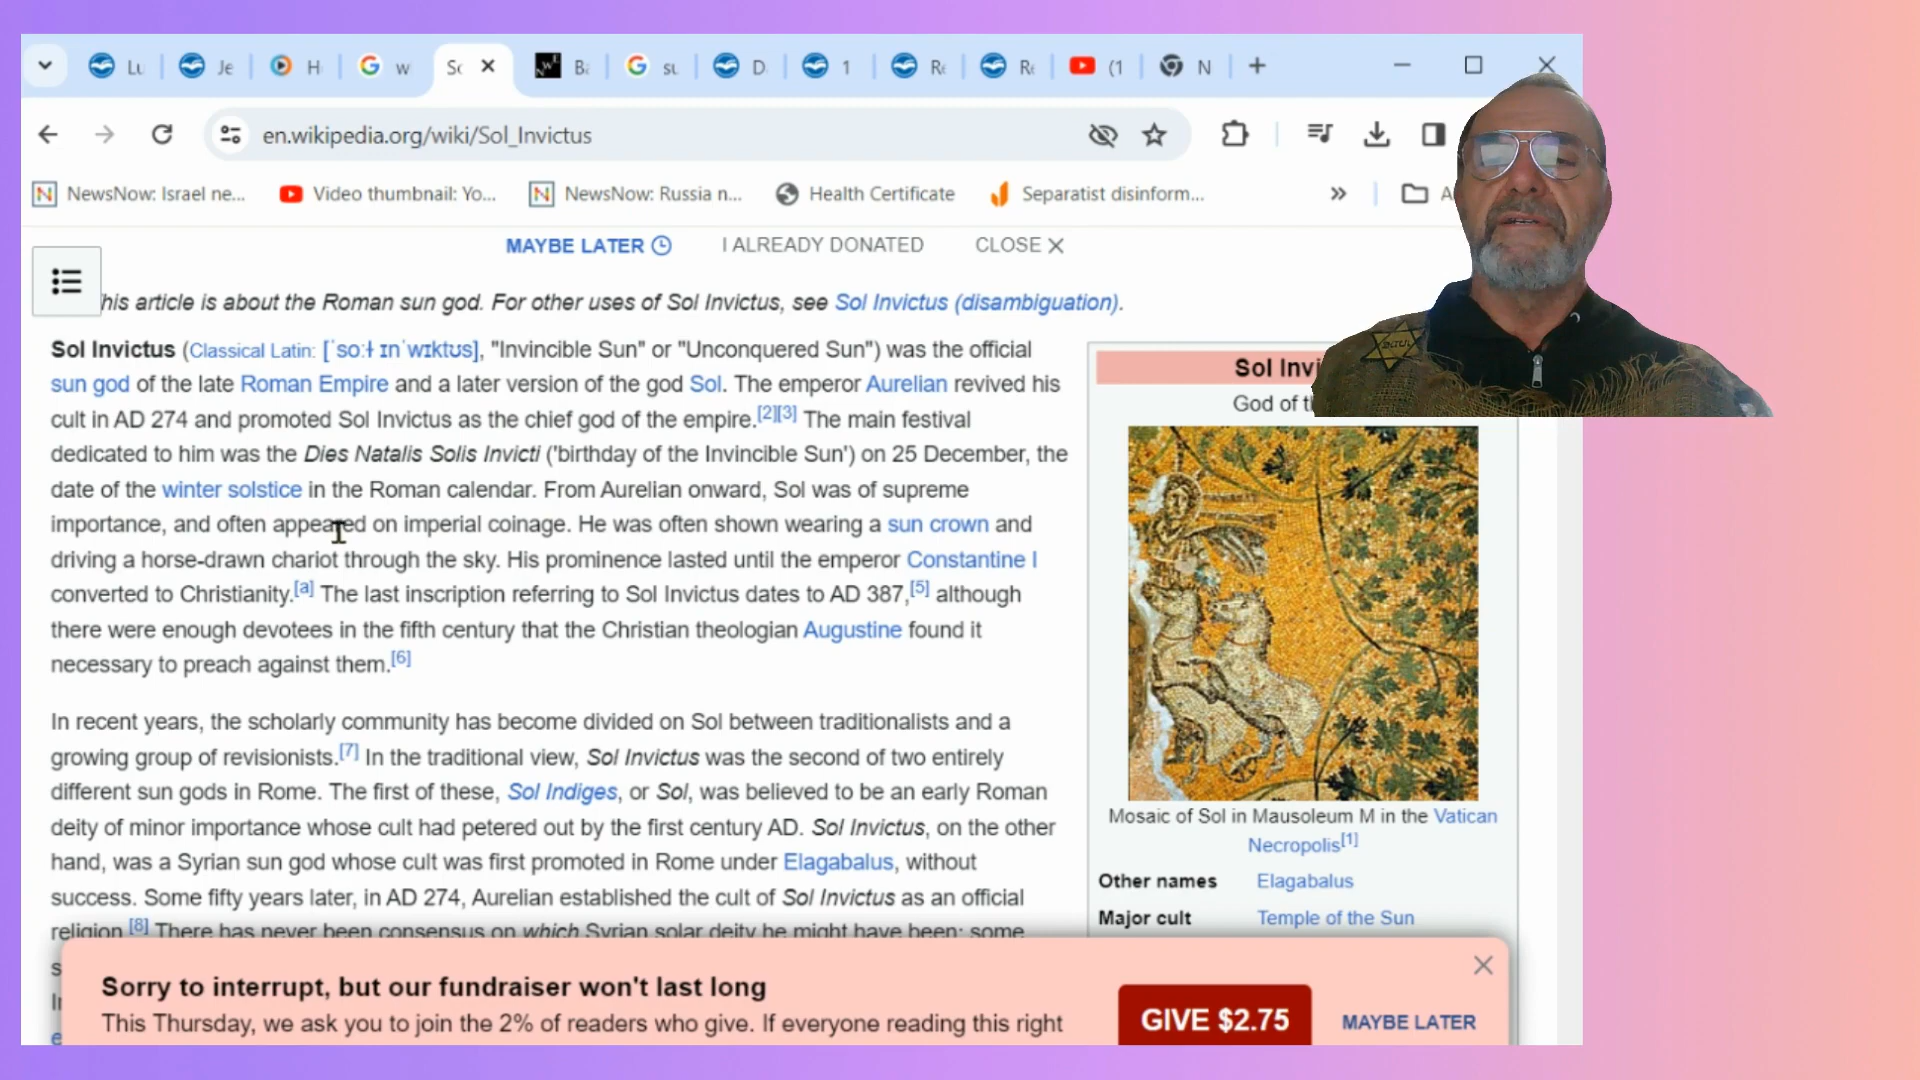 Lu
Je
H
w
So
Ba
su
D
1
Re
Re
(1
N
en.wikipedia.org/wiki/Sol_Invictus
NewsNow: Israel ne...
Video thumbnail: Yo...
NewsNow: Russia n...
Health Certificate
Separatist disinform...
MAYBE LATER
I ALREADY DONATED
CLOSE
his article is about the Roman sun god. For other uses of Sol Invictus, see Sol Invictus (disambiguation).
Sol Invictus (Classical Latin: [ˈsoːɫ ɪnˈwɪktʊs], "Invincible Sun" or "Unconquered Sun") was the official
sun god of the late Roman Empire and a later version of the god Sol. The emperor Aurelian revived his
cult in AD 274 and promoted Sol Invictus as the chief god of the empire.[2][3] The main festival
dedicated to him was the Dies Natalis Solis Invicti ('birthday of the Invincible Sun') on 25 December, the
date of the winter solstice in the Roman calendar. From Aurelian onward, Sol was of supreme
importance, and often appeared on imperial coinage. He was often shown wearing a sun crown and
driving a horse-drawn chariot through the sky. His prominence lasted until the emperor Constantine I
converted to Christianity.[a] The last inscription referring to Sol Invictus dates to AD 387,[5] although
there were enough devotees in the fifth century that the Christian theologian Augustine found it
necessary to preach against them.[6]
In recent years, the scholarly community has become divided on Sol between traditionalists and a
growing group of revisionists.[7] In the traditional view, Sol Invictus was the second of two entirely
different sun gods in Rome. The first of these, Sol Indiges, or Sol, was believed to be an early Roman
deity of minor importance whose cult had petered out by the first century AD. Sol Invictus, on the other
hand, was a Syrian sun god whose cult was first promoted in Rome under Elagabalus, without
success. Some fifty years later, in AD 274, Aurelian established the cult of Sol Invictus as an official
religion.[8] There has never been consensus on which Syrian solar deity he might have been: some
Sol Invi
God of th
Mosaic of Sol in Mausoleum M in the Vatican
Necropolis[1]
Other names Elagabalus
Major cult Temple of the Sun
Sorry to interrupt, but our fundraiser won't last long
This Thursday, we ask you to join the 2% of readers who give. If everyone reading this right
GIVE $2.75
MAYBE LATER